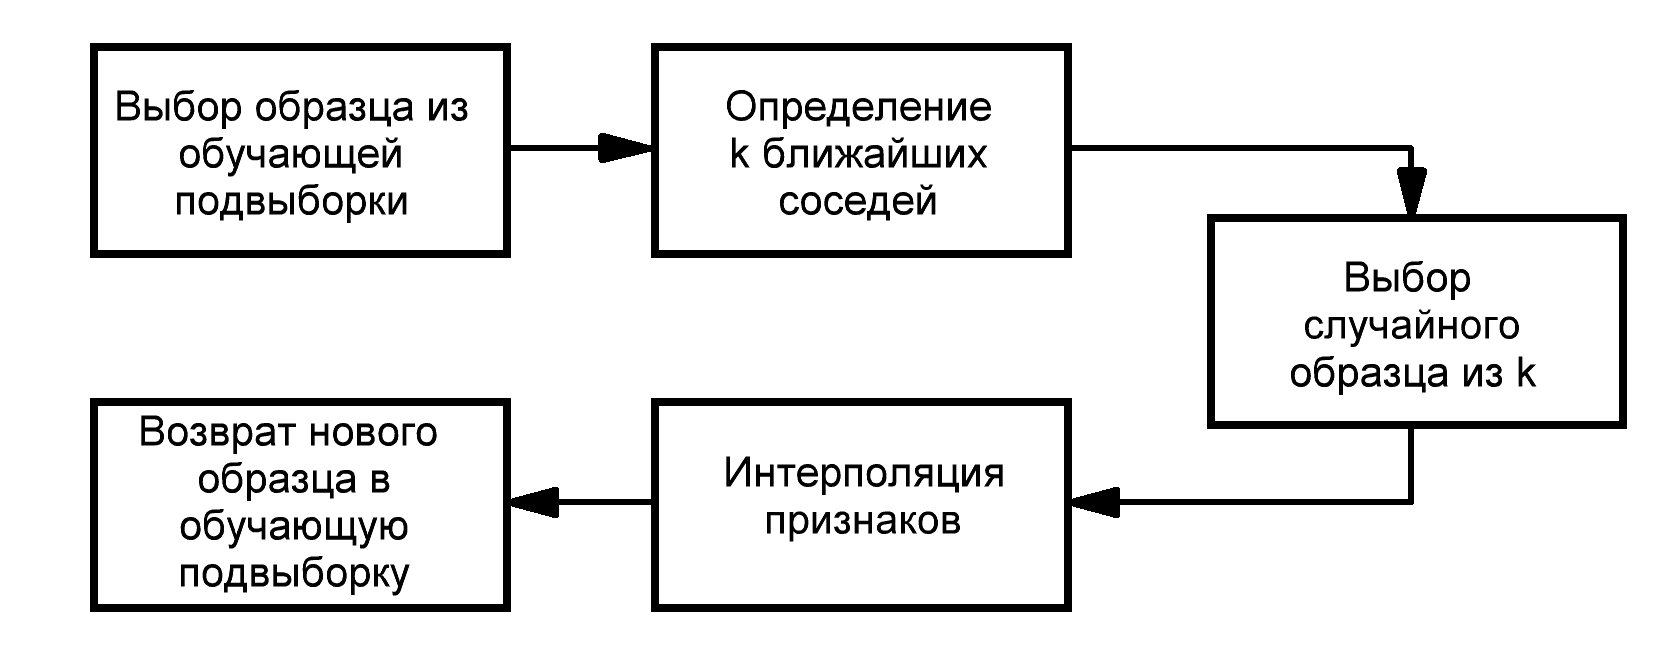 Выбор образца из
обучающей
подвыборки
Определение
k ближайших
соседей
Выбор
случайного
образца из k
Интерполяция
признаков
Возврат нового
образца в
обучающую
подвыборку